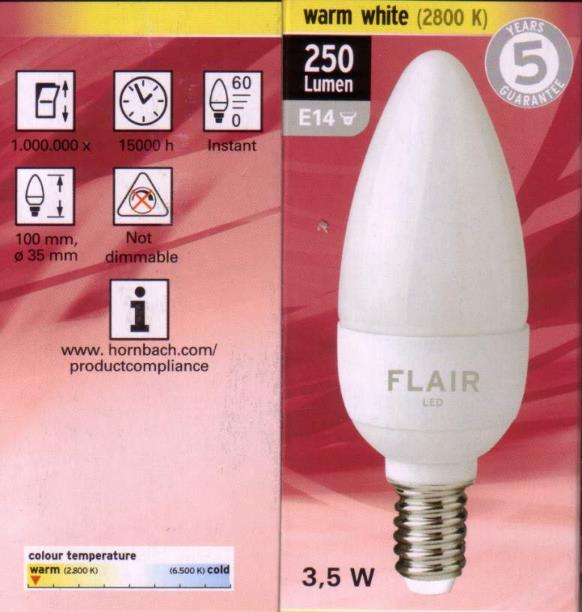 60
0
1.000.000 x
15000 h
Instant
100 mm,
ø 35 mm
Not
dimmable
i
www. hornbach.com/
productcompliance
colour temperature
warm (2.800 K)
(6.500 K) cold
warm white (2800 K)
250
Lumen
E14
5
YEARS
GUARANTEE
FLAIR
LED
3,5 W